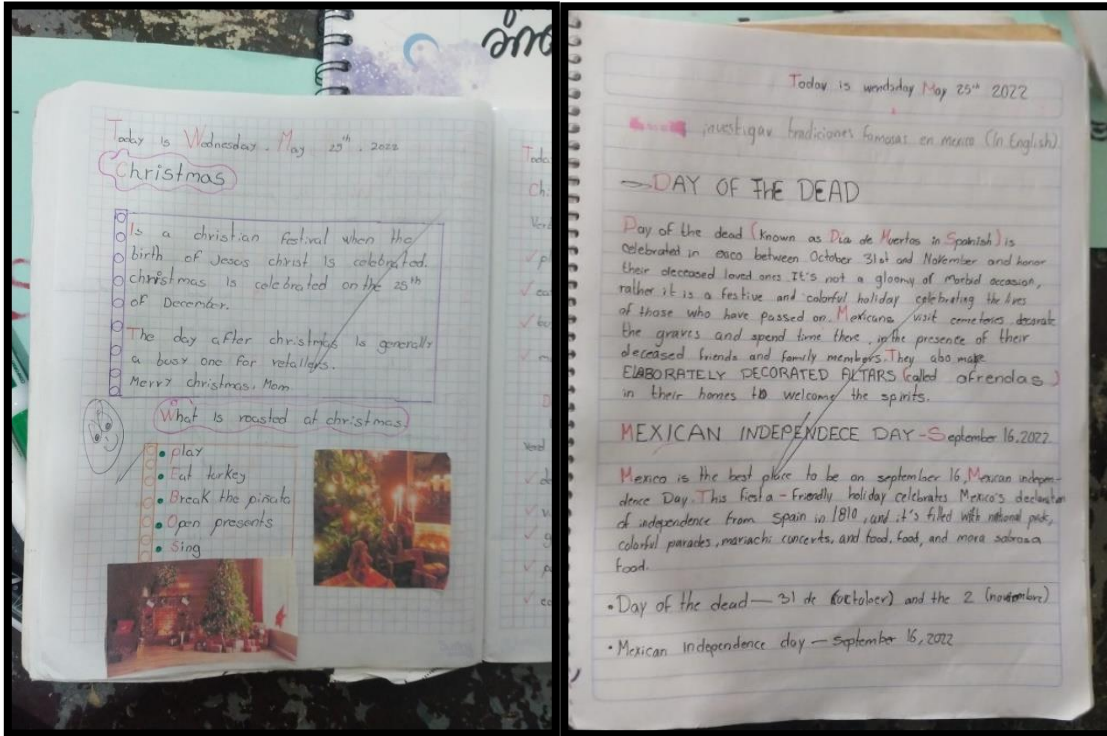 Today is Wednesday. May 25th. 2022
Christmas
Is a christian festival when the
birth of Jesus christ Is celebrated.
christmas Is celebrated on the 25th
of December.
The day after christmas Is generally
a busy one for retailers.
Merry christmas. Mom
What Is roasted at christmas
play
Eat turkey
Break the piñata
Open presents
Sing
Today is wendsday May 25th 2022
investigar tradiciones famosas en mexico (In English).
DAY OF THE DEAD
Day of the dead (known as Día de Muertos in Spanish) is
celebrated in exico between October 31st and November and honor
their deceased loved ones. It's not a gloomy of morbid occasion,
rather it is a festive and colorful holiday celebrating the lives
of those who have passed on. Mexicans visit cemeteries, decorate
the graves and spend time there, in the presence of their
deceased friends and family members. They also make
ELABORATELY DECORATED ALTARS (called ofrendas)
in their homes to welcome the spirits.
MEXICAN INDEPENDECE DAY - September 16, 2022
Mexico is the best place to be on september 16, Mexican indepen-
dence Day. This fiesta - friendly holiday celebrates Mexico's declaration
of independence from Spain in 1810, and it's filled with national pride,
colorful parades, mariachi concerts, and food, food, and more sabrosa
food.
• Day of the dead — 31 de (october) and the 2 (noviembre)
• Mexican Independence day — september 16, 2022